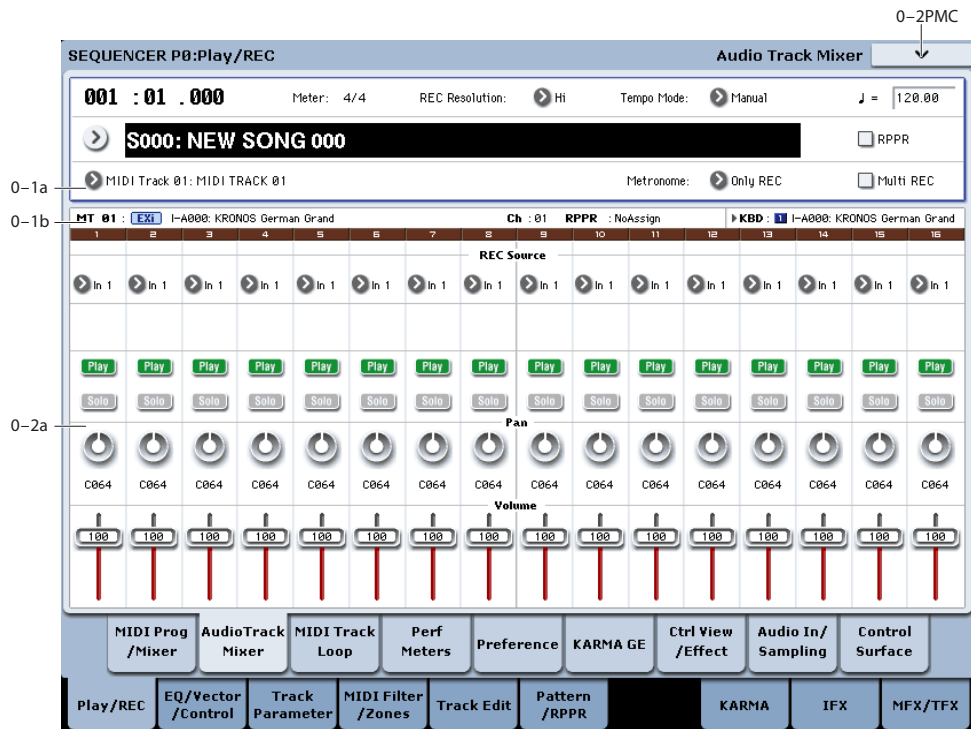 0–2PMC
SEQUENCER P0:Play/REC Audio Track Mixer
001 :01 .000 Meter: 4/4 REC Resolution: Hi Tempo Mode: Manual ♩ = 120.00
S000: NEW SONG 000 RPPR
0–1a
MIDI Track 01: MIDI TRACK 01 Metronome: Only REC Multi REC
0–1b
MT 01 : EXi I-A000: KRONOS German Grand Ch :01 RPPR :NoAssign KBD : 1 I-A000: KRONOS German Grand
1 2 3 4 5 6 7 8 9 10 11 12 13 14 15 16
REC Source
In 1 In 1 In 1 In 1 In 1 In 1 In 1 In 1 In 1 In 1 In 1 In 1 In 1 In 1 In 1 In 1
Play Play Play Play Play Play Play Play Play Play Play Play Play Play Play Play
Solo Solo Solo Solo Solo Solo Solo Solo Solo Solo Solo Solo Solo Solo Solo Solo
0–2a
Pan
C064 C064 C064 C064 C064 C064 C064 C064 C064 C064 C064 C064 C064 C064 C064 C064
Volume
100 100 100 100 100 100 100 100 100 100 100 100 100 100 100 100
MIDI Prog /Mixer AudioTrack Mixer MIDI Track Loop Perf Meters Preference KARMA GE Ctrl View /Effect Audio In/ Sampling Control Surface
Play/REC EQ/Vector /Control Track Parameter MIDI Filter /Zones Track Edit Pattern /RPPR KARMA IFX MFX/TFX